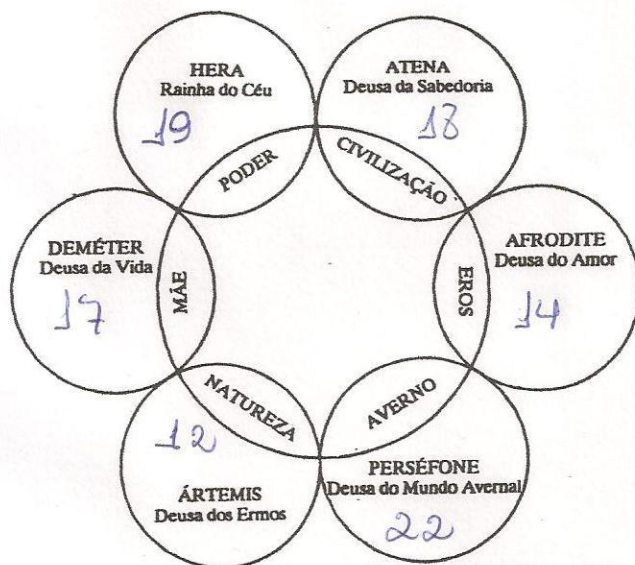 HERA
Rainha do Céu
19
PODER
ATENA
Deusa da Sabedoria
18
CIVILIZAÇÃO
DEMÉTER
Deusa da Vida
17
MÃE
AFRODITE
Deusa do Amor
14
EROS
NATUREZA
12
ÁRTEMIS
Deusa dos Ermos
AVERNO
PERSÉFONE
Deusa do Mundo Avernal
22